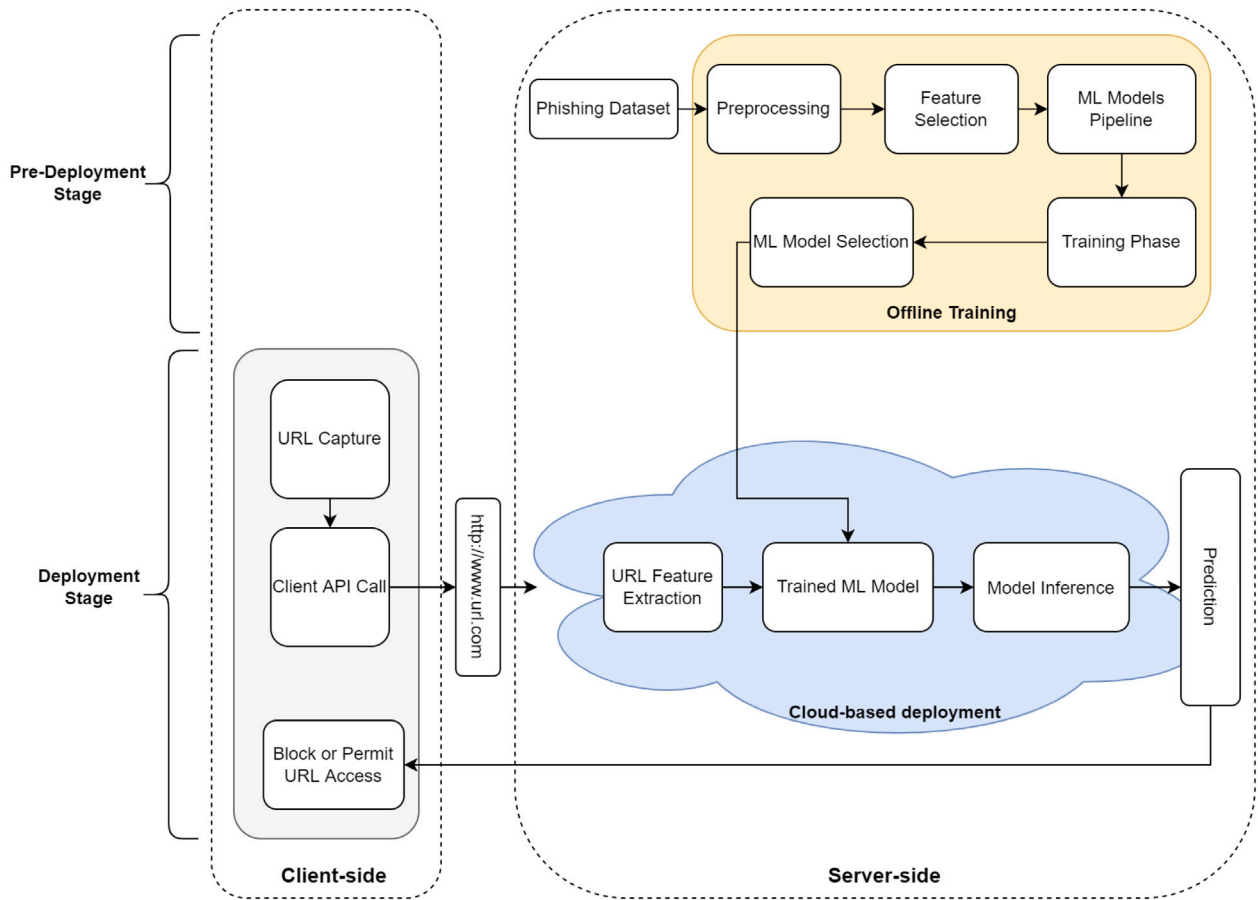 Pre-Deployment
Stage
Phishing Dataset
Preprocessing
Feature
Selection
ML Models
Pipeline
ML Model Selection
Training Phase
Offline Training
Deployment
Stage
URL Capture
Client API Call
Block or Permit
URL Access
http://www.url.com
URL Feature
Extraction
Trained ML Model
Model Inference
Prediction
Cloud-based deployment
Client-side
Server-side